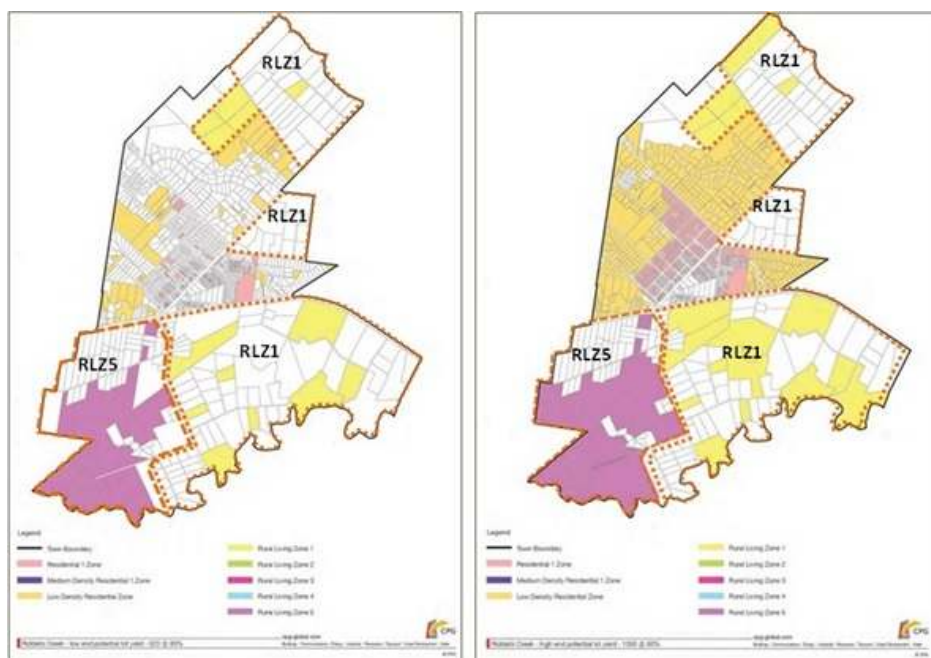 RLZ1
RLZ1
RLZ5
RLZ1
Legend
Town Boundary
Residential 1 Zone
Medium Density Residential 1 Zone
Low Density Residential Zone
Rural Living Zone 1
Rural Living Zone 2
Rural Living Zone 3
Rural Living Zone 4
Rural Living Zone 5
CPG
RLZ1
RLZ1
RLZ5
RLZ1
Legend
Town Boundary
Residential 1 Zone
Medium Density Residential 1 Zone
Low Density Residential Zone
Rural Living Zone 1
Rural Living Zone 2
Rural Living Zone 3
Rural Living Zone 4
Rural Living Zone 5
CPG